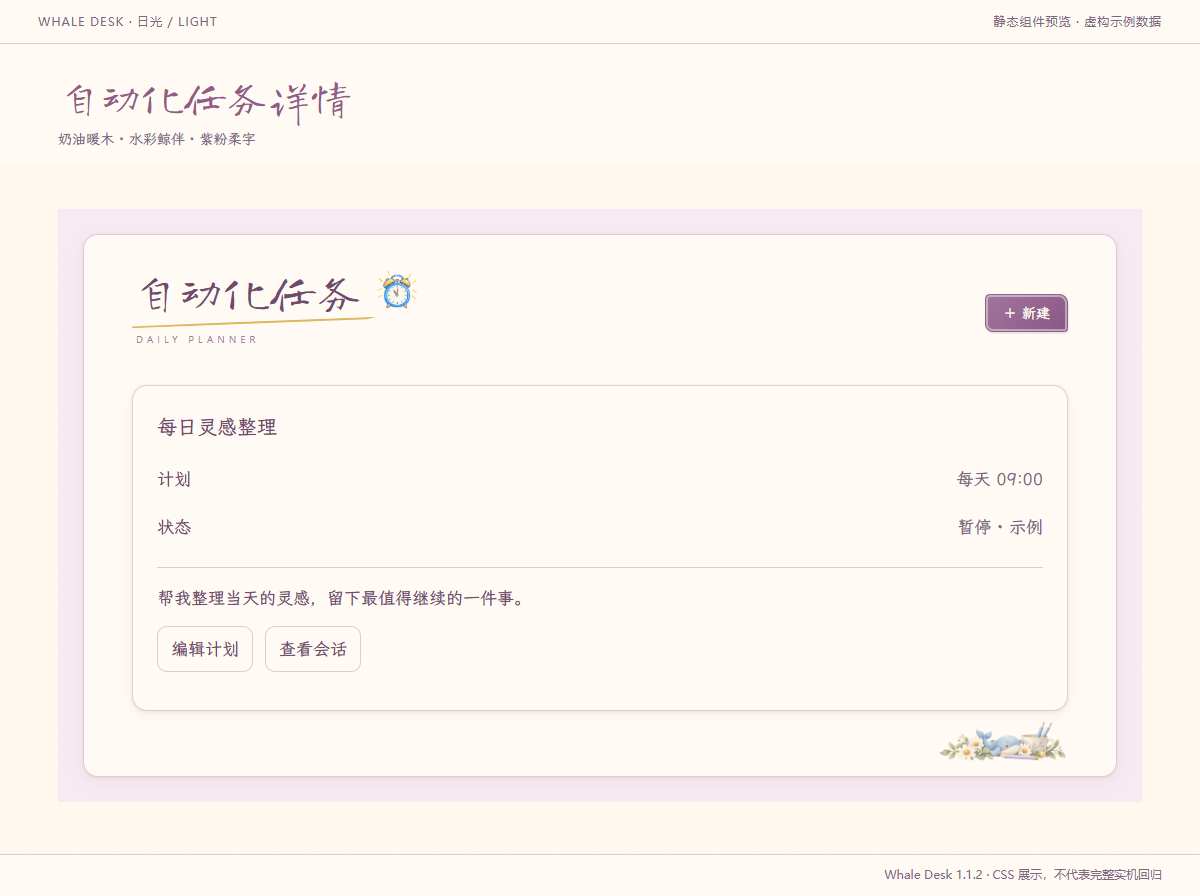 WHALE DESK · 日光 / LIGHT
静态组件预览 · 虚构示例数据
自动化任务详情
奶油暖木 · 水彩鲸伴 · 紫粉柔字
自动化任务
DAILY PLANNER
+ 新建
每日灵感整理
计划
每天 09:00
状态
暂停 · 示例
帮我整理当天的灵感，留下最值得继续的一件事。
编辑计划
查看会话
Whale Desk 1.1.2 · CSS 展示，不代表完整实机回归